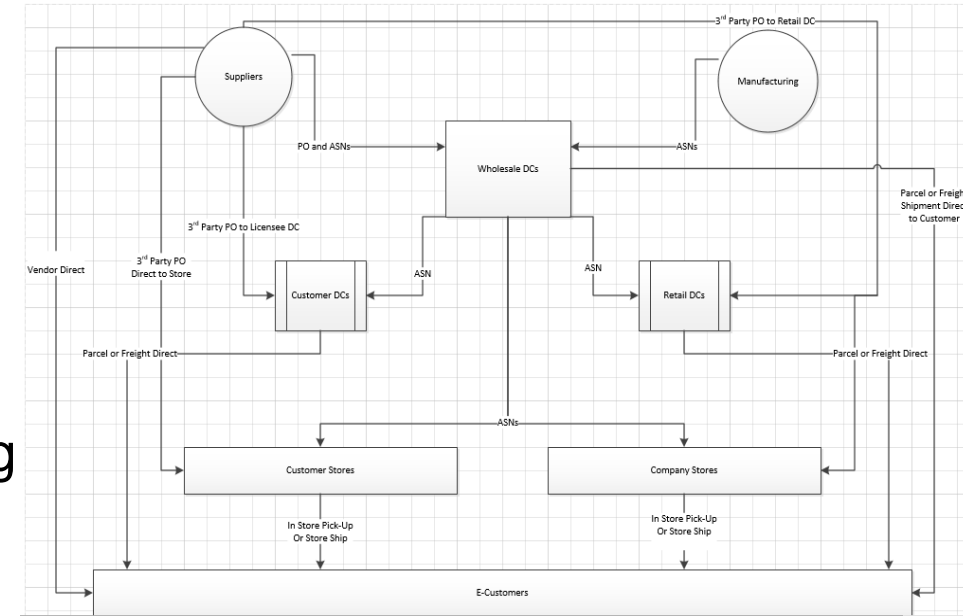 3rd Party PO to Retail DC
Suppliers
Manufacturing
PO and ASNs
ASNs
Wholesale DCs
Parcel or Freigh
Shipment Direc
to Customer
3rd Party PO to Licensee DC
Vendor Direct
3rd Party PO
Direct to Store
ASN
ASN
Customer DCs
Retail DCs
Parcel or Freight Direct
Parcel or Freight Direct
ASNs
g
Customer Stores
Company Stores
In Store Pick-Up
Or Store Ship
In Store Pick-Up
Or Store Ship
E-Customers